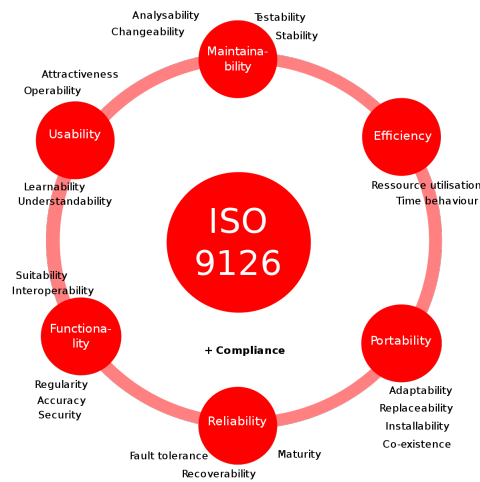 Analysability
Testability
Changeability
Stability
Maintaina-
bility
Attractiveness
Operability
Usability
Efficiency
Learnability
Understandability
Ressource utilisation
Time behaviour
ISO
9126
Suitability
Interoperability
Functiona-
lity
Portability
+ Compliance
Regularity
Accuracy
Security
Adaptability
Replaceability
Installability
Co-existence
Reliability
Fault tolerance
Maturity
Recoverability